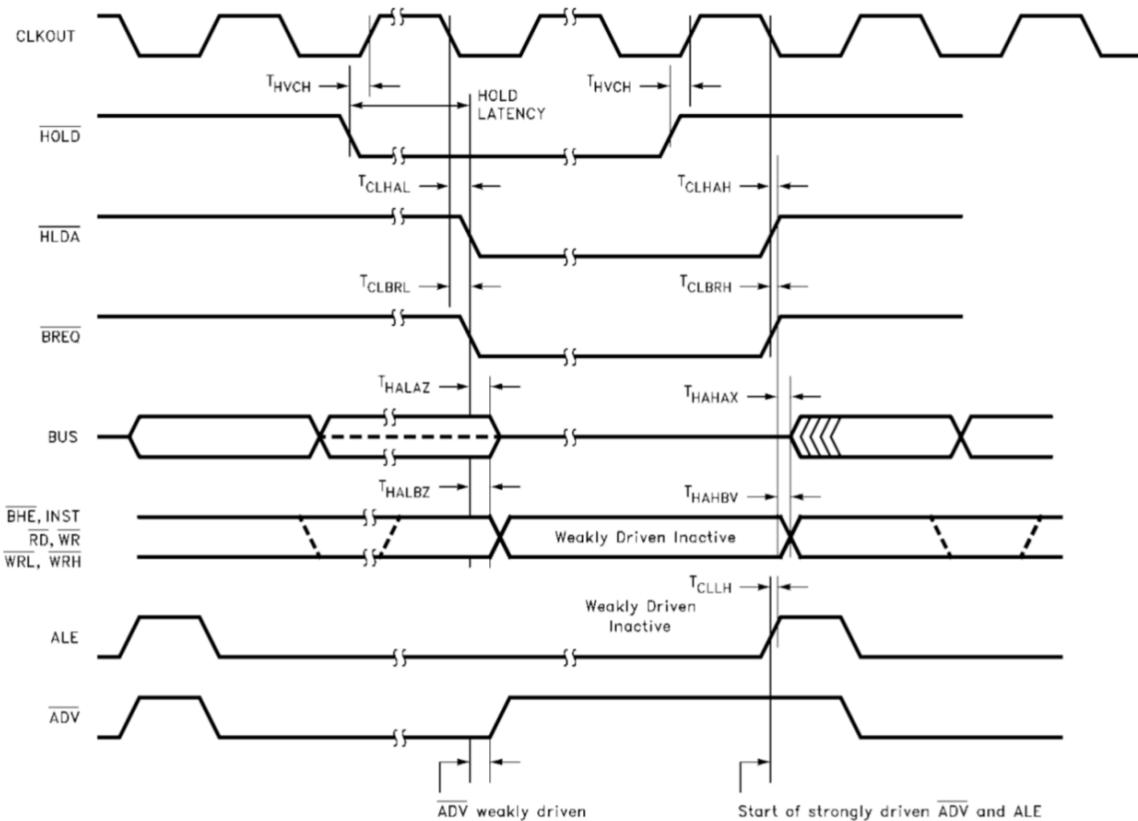 CLKOUT
THVCH
HOLD LATENCY
THVCH
HOLD
TCLHAL
TCLHAH
HLDA
TCLBRL
TCLBRH
BREQ
THALAZ
THAHAX
BUS
THALBZ
THAHBV
BHE, INST
RD, WR
WRL, WRH
Weakly Driven Inactive
TCLLH
Weakly Driven
Inactive
ALE
ADV
ADV weakly driven
Start of strongly driven ADV and ALE